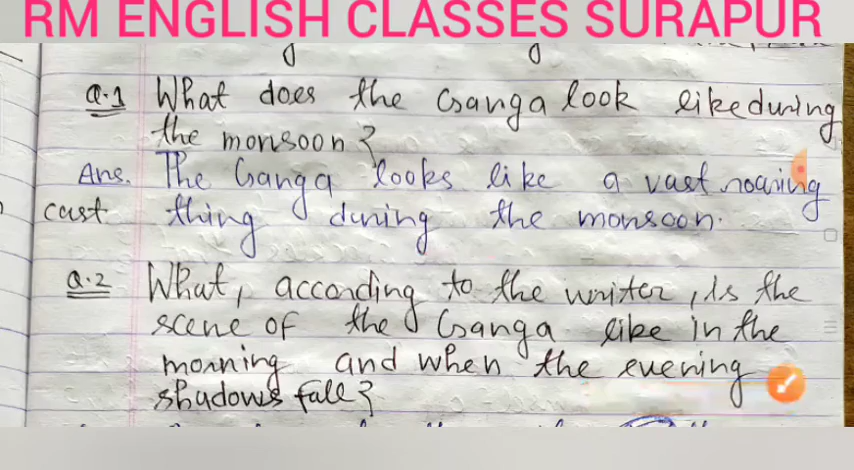 RM ENGLISH CLASSES SURAPUR
Q.1 What does the Ganga look like during
the monsoon?
Ans. The Ganga looks like a vast roaring
cast thing during the monsoon.
Q.2 What, according to the writer, is the
scene of the Ganga like in the
morning and when the evening
shadows fall?